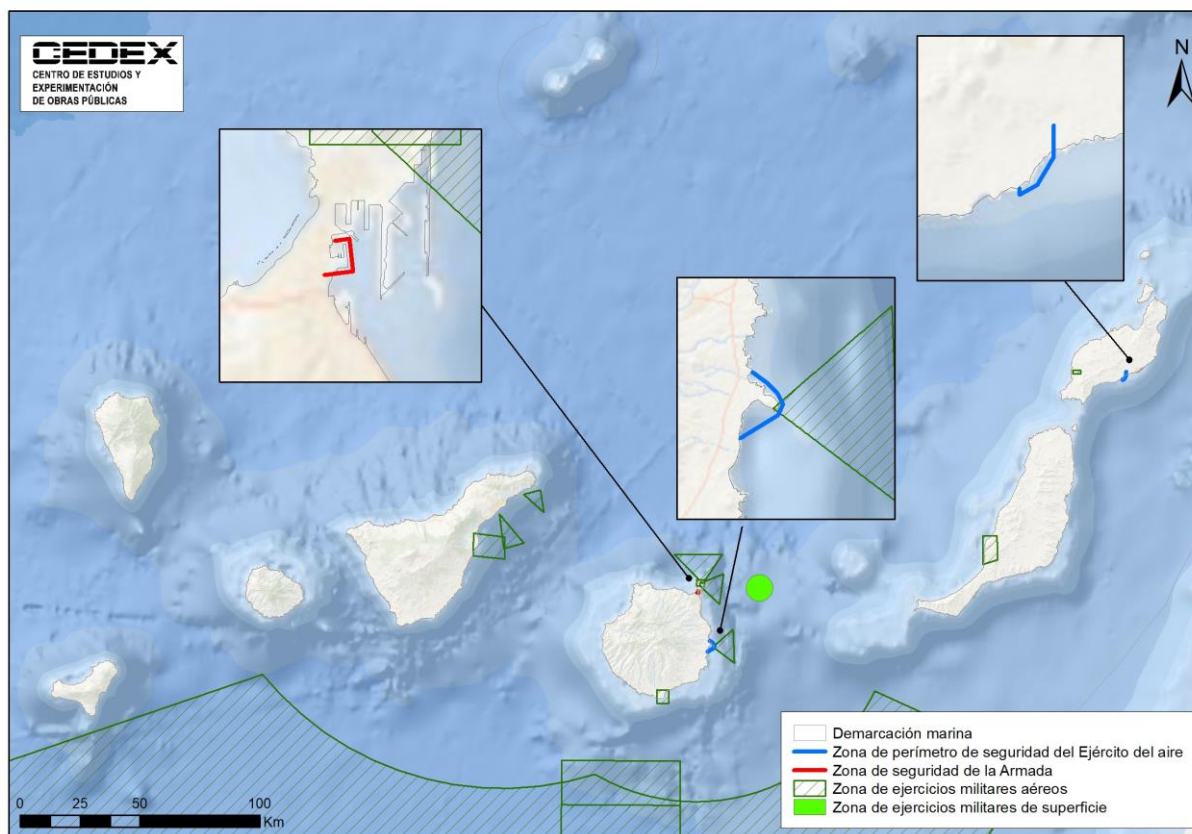 CEDEX
CENTRO DE ESTUDIOS Y
EXPERIMENTACIÓN
DE OBRAS PÚBLICAS
N
Demarcación marina
Zona de perímetro de seguridad del Ejército del aire
Zona de seguridad de la Armada
Zona de ejercicios militares aéreos
Zona de ejercicios militares de superficie
0 25 50 100
Km